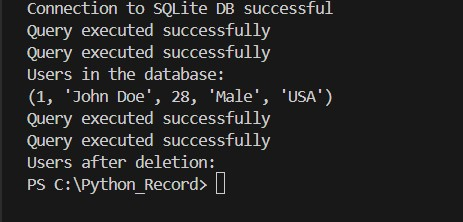 Connection to SQLite DB successful
Query executed successfully
Query executed successfully
Users in the database:
(1, 'John Doe', 28, 'Male', 'USA')
Query executed successfully
Query executed successfully
Users after deletion:
PS C:\Python_Record>